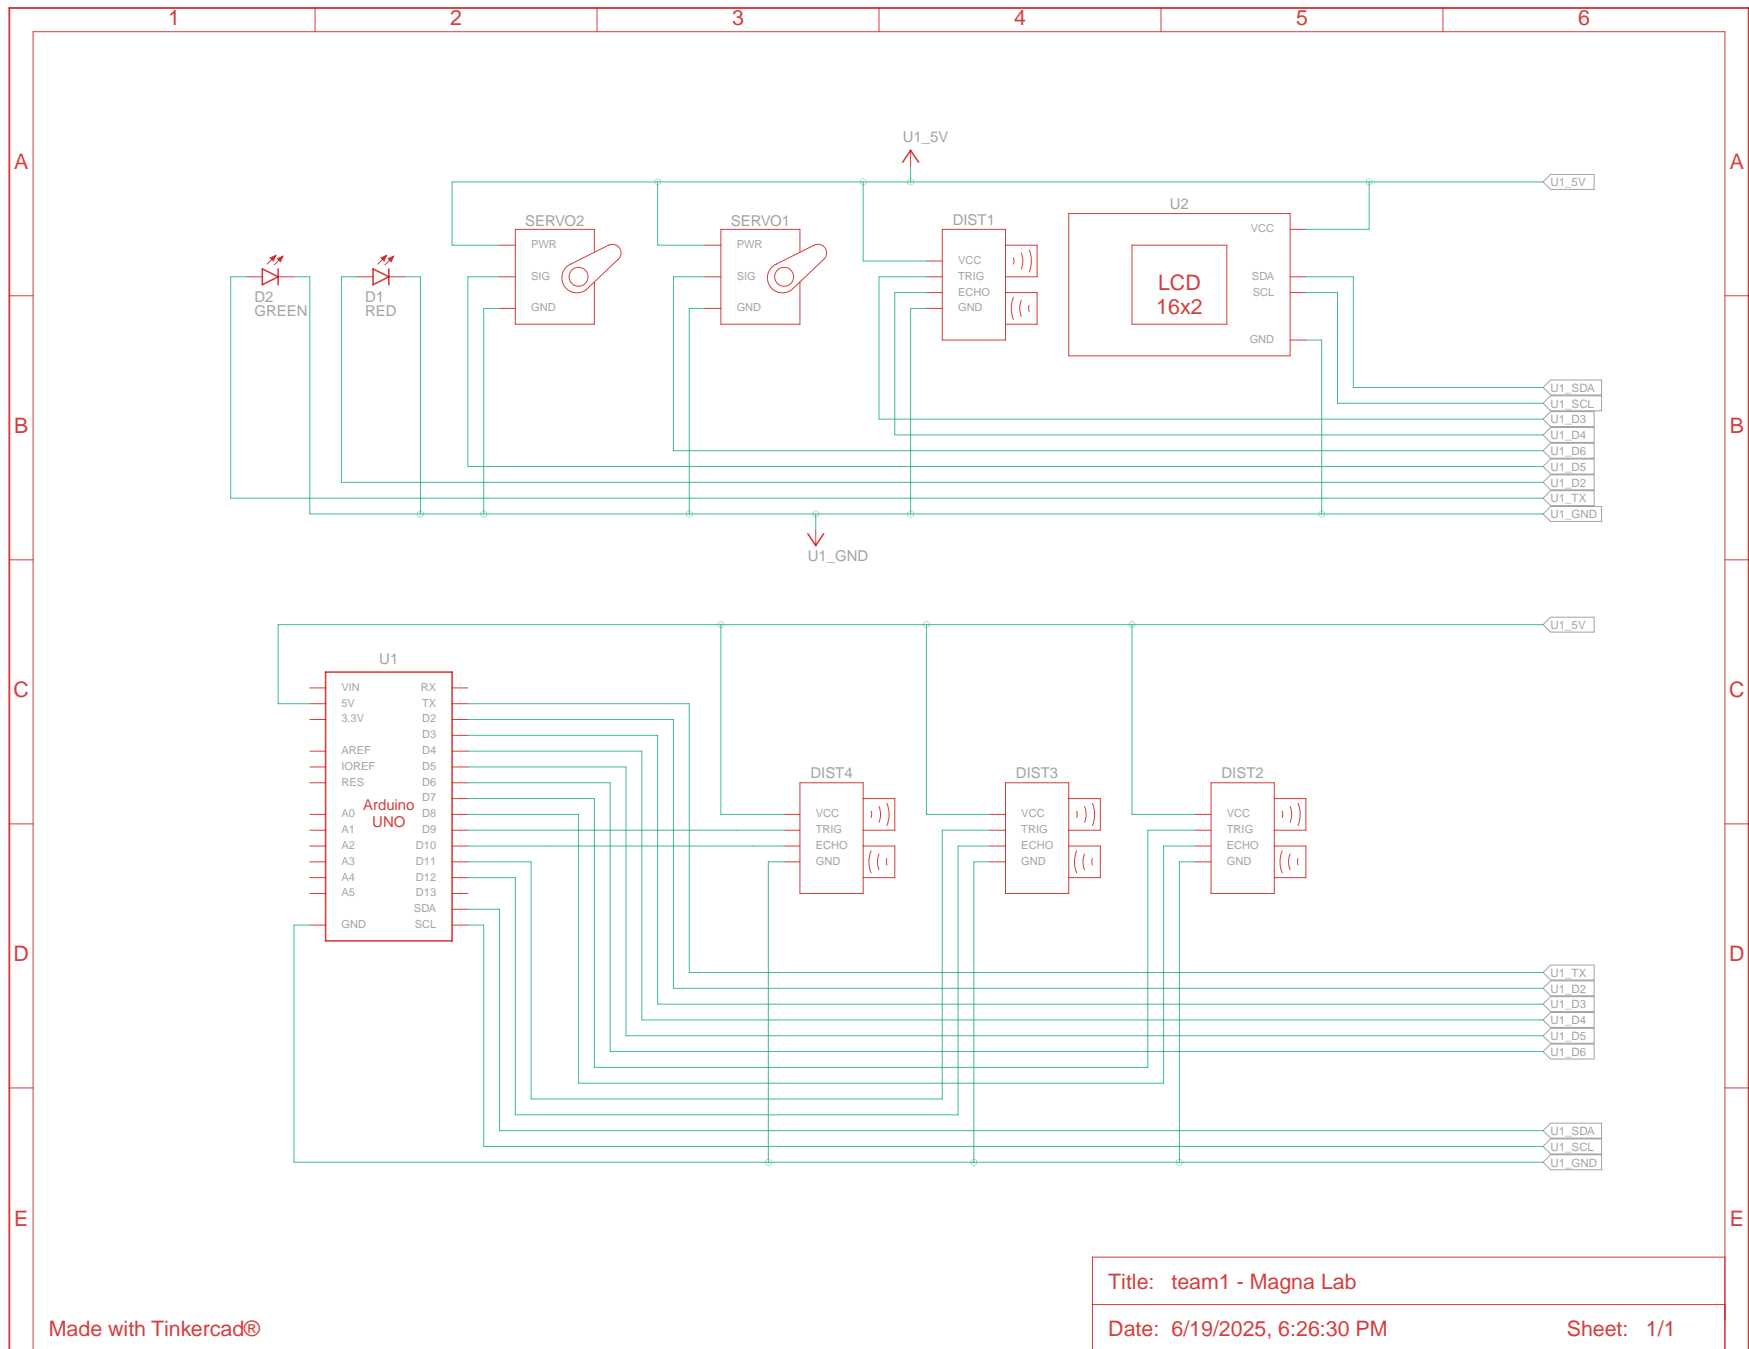 1 2 3 4 5 6
A A
U1_5V
U1_5V
SERVO2 SERVO1 DIST1 U2
PWR PWR VCC
VCC
SIG SIG TRIG SDA
ECHO SCL
GND GND GND
LCD
16x2
GND
D2 D1
GREEN RED
U1_SDA
U1_SCL
U1_D3
B B
U1_D4
U1_D6
U1_D5
U1_D2
U1_TX
U1_GND
U1_GND
U1_5V
U1
C C
VIN RX
5V TX
3.3V D2
D3
AREF D4
IOREF D5
RES D6
D7
A0 D8
A1 D9
A2 D10
A3 D11
A4 D12
A5 D13
SDA
GND SCL
Arduino
UNO
DIST4 DIST3 DIST2
VCC VCC VCC
TRIG TRIG TRIG
ECHO ECHO ECHO
GND GND GND
D D
U1_TX
U1_D2
U1_D3
U1_D4
U1_D5
U1_D6
U1_SDA
U1_SCL
U1_GND
E E
Title: team1 - Magna Lab
Made with Tinkercad®
Date: 6/19/2025, 6:26:30 PM Sheet: 1/1